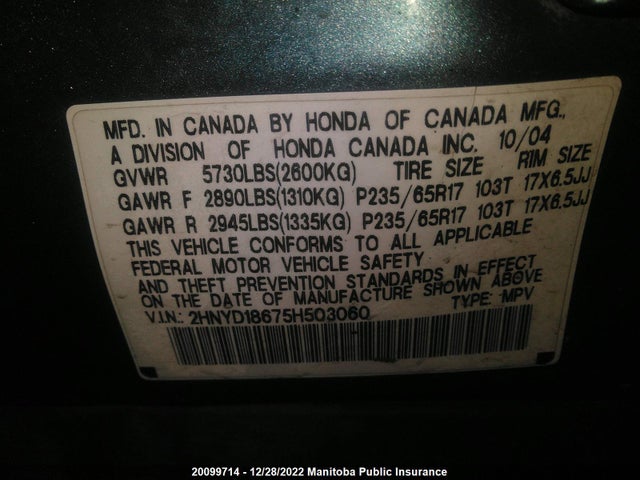 MFD. IN CANADA BY HONDA OF CANADA MFG.,
A DIVISION OF HONDA CANADA INC. 10/04
GVWR 5730LBS(2600KG) TIRE SIZE RIM SIZE
GAWR F 2890LBS(1310KG) P235/65R17 103T 17X6.5JJ
GAWR R 2945LBS(1335KG) P235/65R17 103T 17X6.5JJ
THIS VEHICLE CONFORMS TO ALL APPLICABLE
FEDERAL MOTOR VEHICLE SAFETY
AND THEFT PREVENTION STANDARDS IN EFFECT
ON THE DATE OF MANUFACTURE SHOWN ABOVE
V.I.N.: 2HNYD18675H503060 TYPE: MPV
20099714 - 12/28/2022 Manitoba Public Insurance